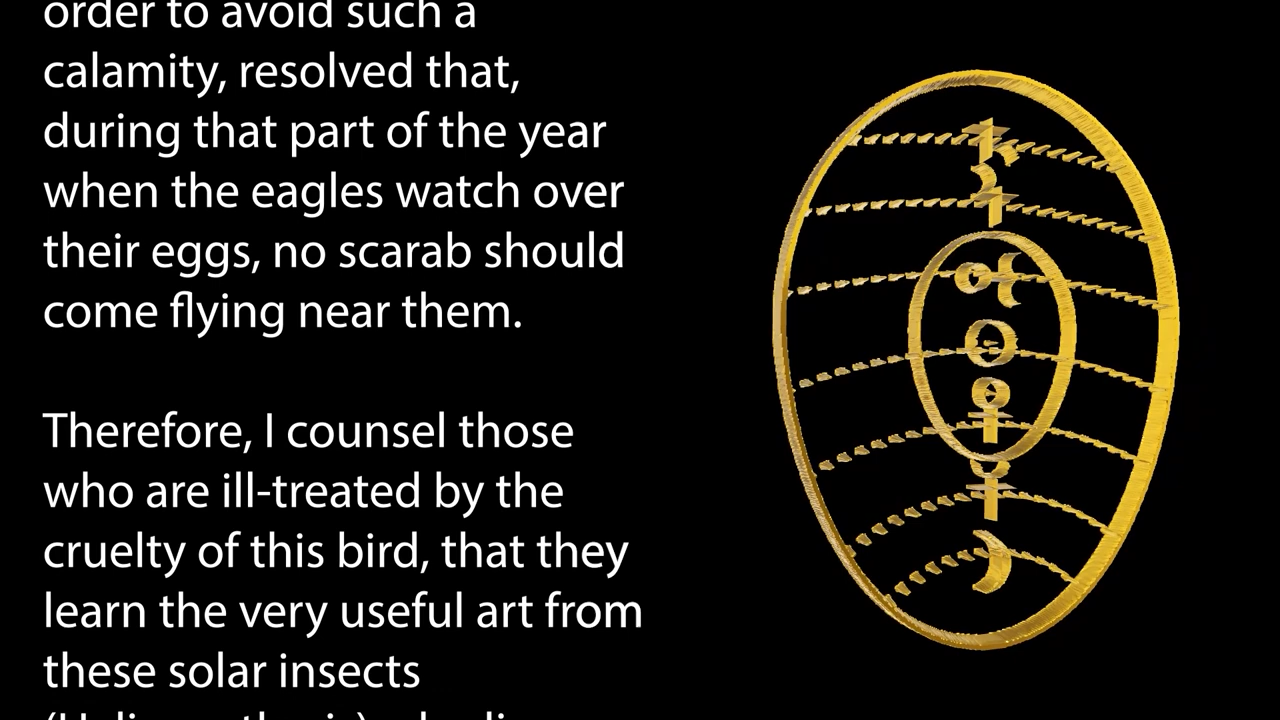 order to avoid such a
calamity, resolved that,
during that part of the year
when the eagles watch over
their eggs, no scarab should
come flying near them.
Therefore, I counsel those
who are ill-treated by the
cruelty of this bird, that they
learn the very useful art from
these solar insects